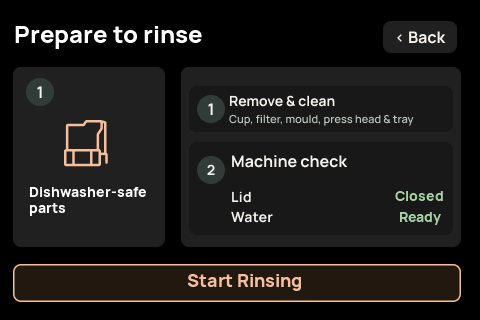 Prepare to rinse
‹ Back
1
Dishwasher-safe
parts
1
Remove & clean
Cup, filter, mould, press head & tray
2
Machine check
Lid Closed
Water Ready
Start Rinsing